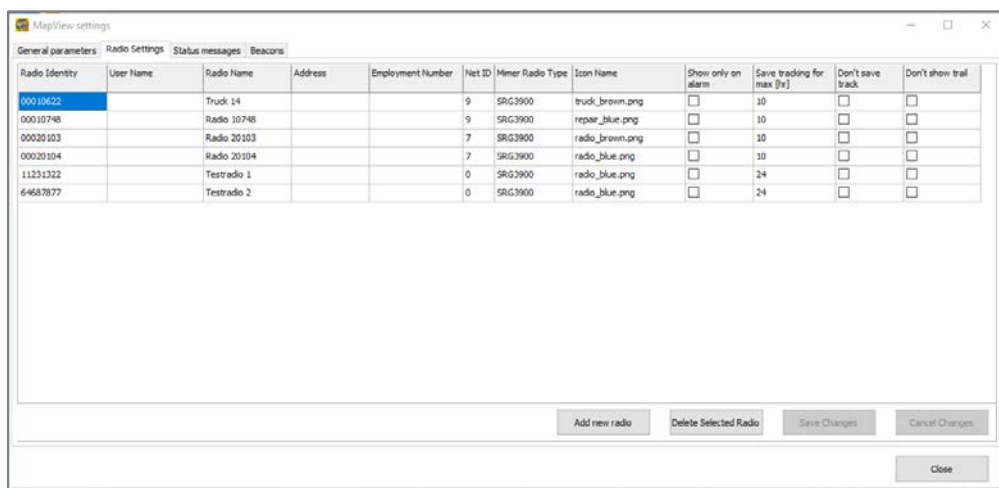 MapView settings
General parameters Radio Settings Status messages Beacons
Radio Identity User Name Radio Name Address Employment Number Net ID Mimer Radio Type Icon Name Show only on alarm Save tracking for max [hr] Don't save track Don't show trail
00010622 Truck 14 9 SRG3900 truck_brown.png 10
00010748 Radio 10748 9 SRG3900 repair_blue.png 10
00020103 Radio 20103 7 SRG3900 radio_brown.png 10
00020104 Radio 20104 7 SRG3900 radio_blue.png 10
11231322 Testradio 1 0 SRG3900 radio_blue.png 24
64687877 Testradio 2 0 SRG3900 radio_blue.png 24
Add new radio Delete Selected Radio Save Changes Cancel Changes
Close